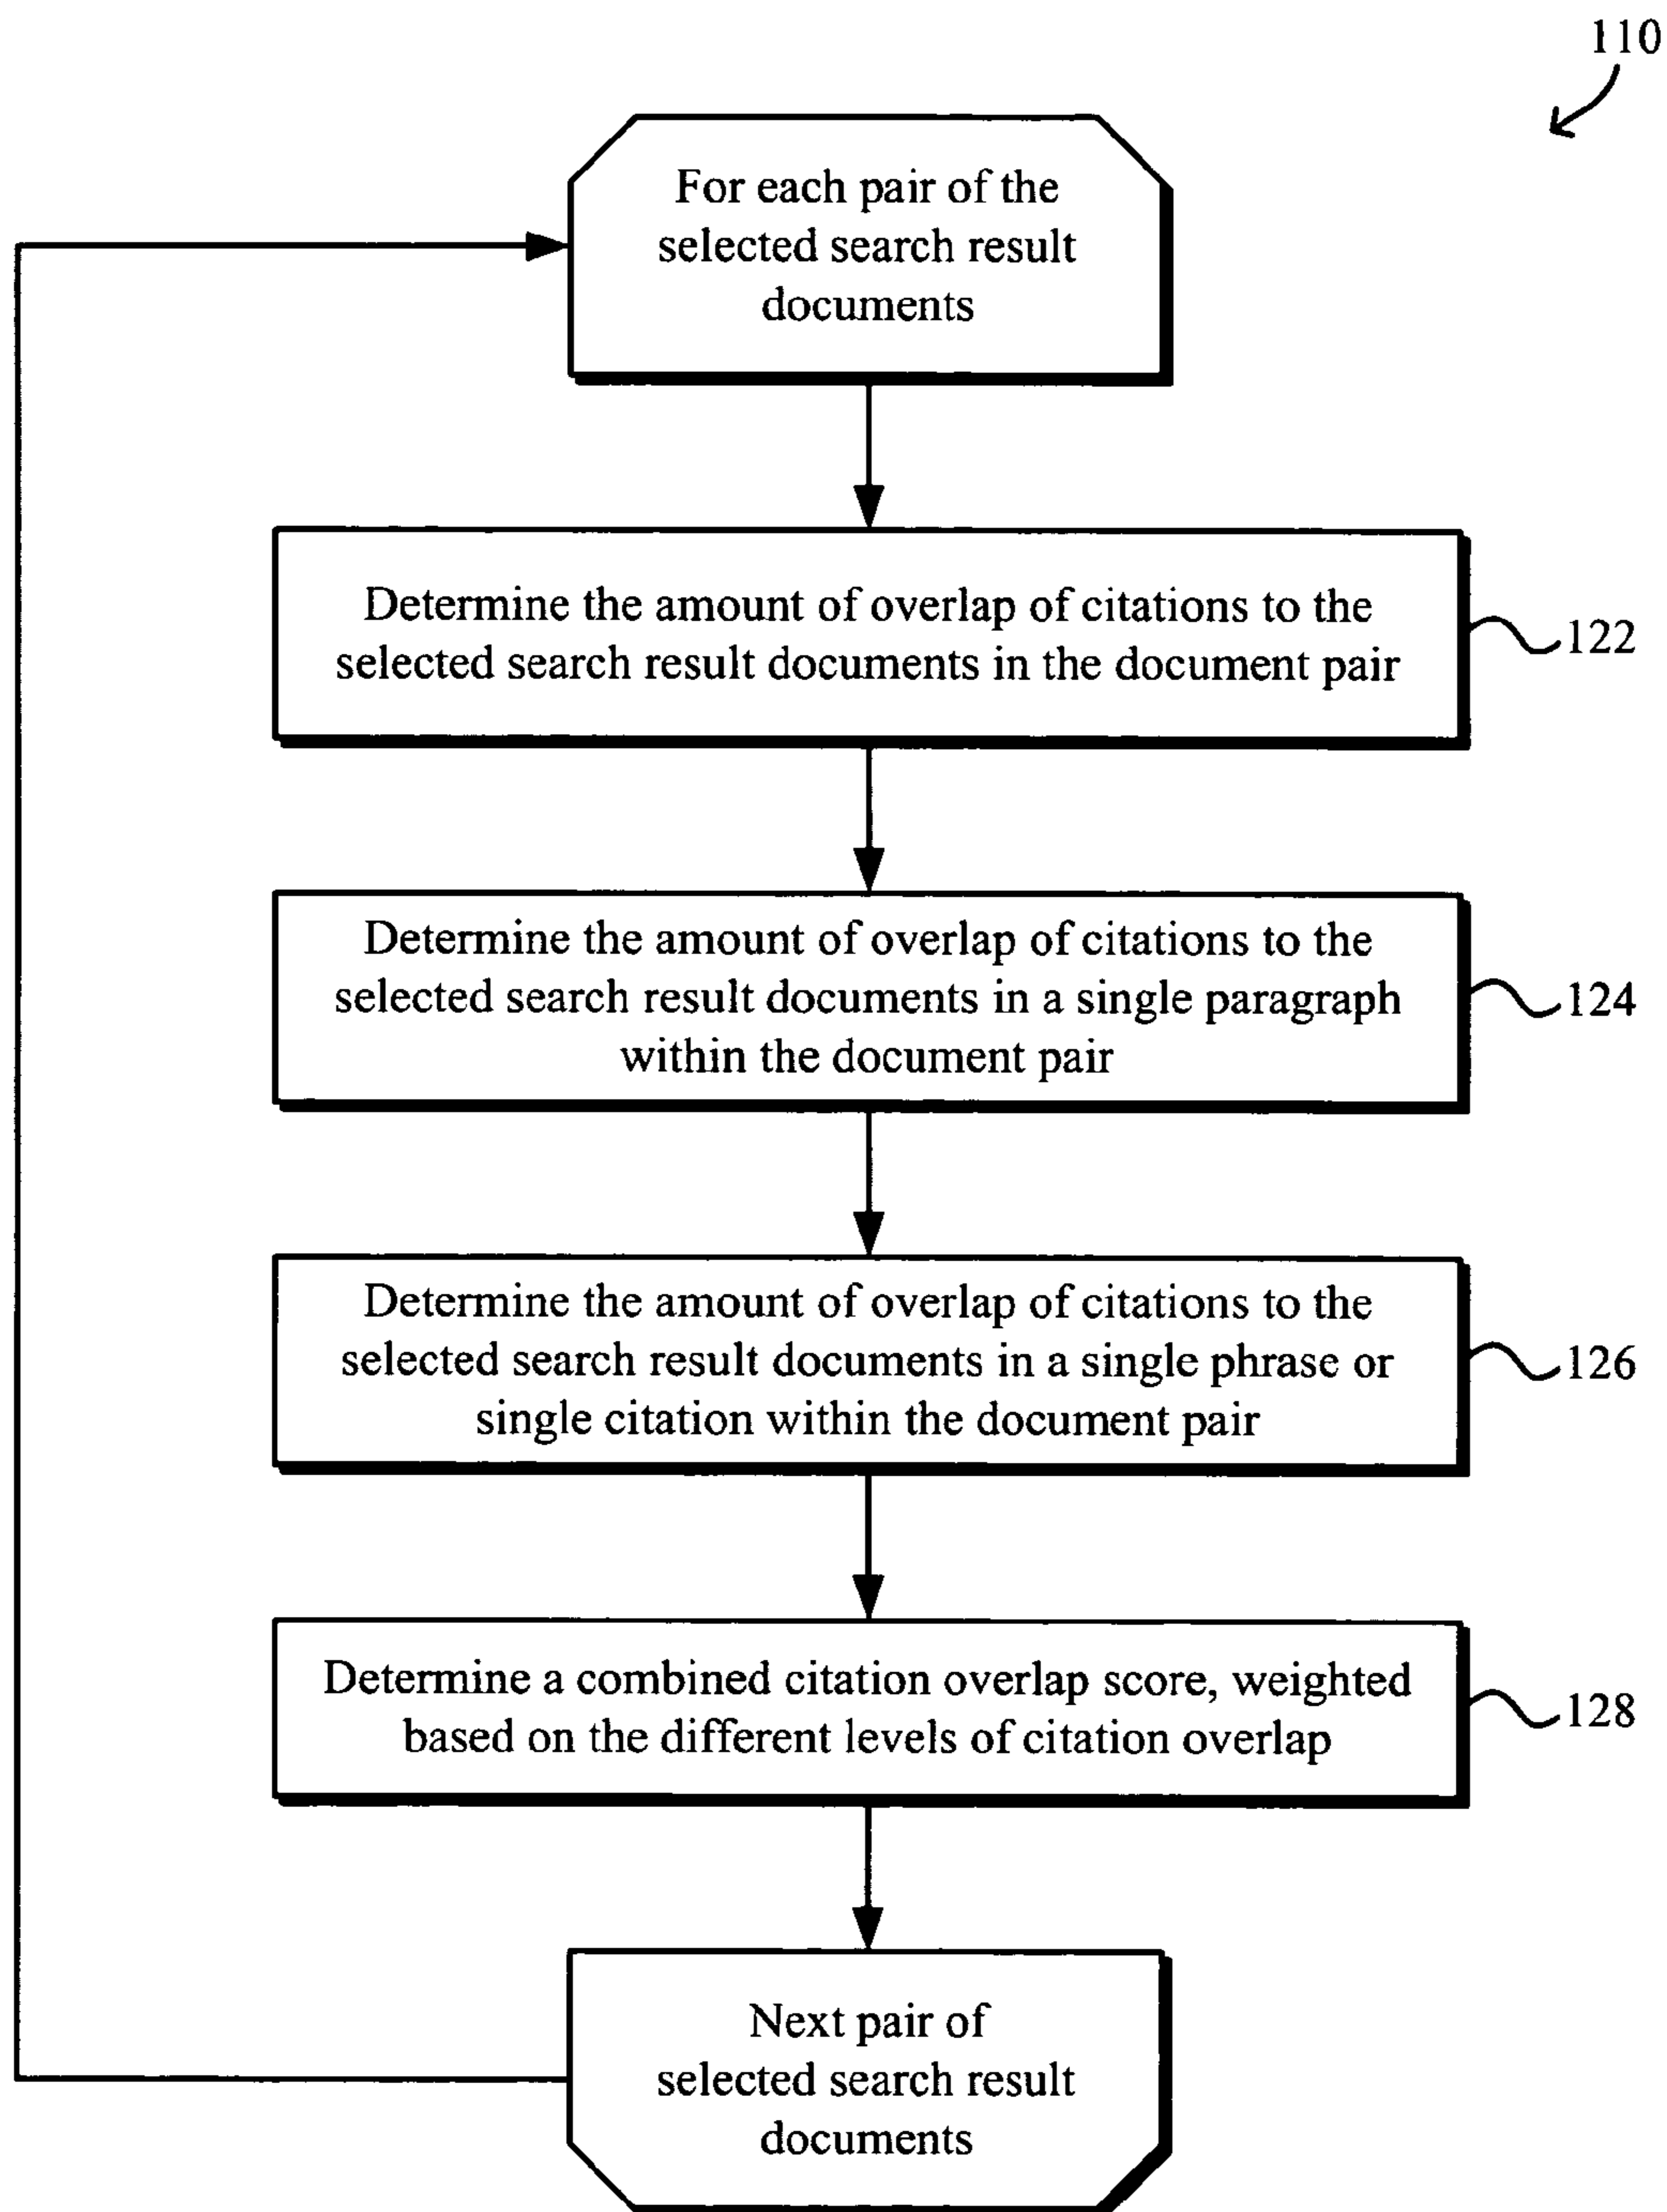 110
For each pair of the
selected search result
documents
Determine the amount of overlap of citations to the
selected search result documents in the document pair
122
Determine the amount of overlap of citations to the
selected search result documents in a single paragraph
within the document pair
124
Determine the amount of overlap of citations to the
selected search result documents in a single phrase or
single citation within the document pair
126
Determine a combined citation overlap score, weighted
based on the different levels of citation overlap
128
Next pair of
selected search result
documents